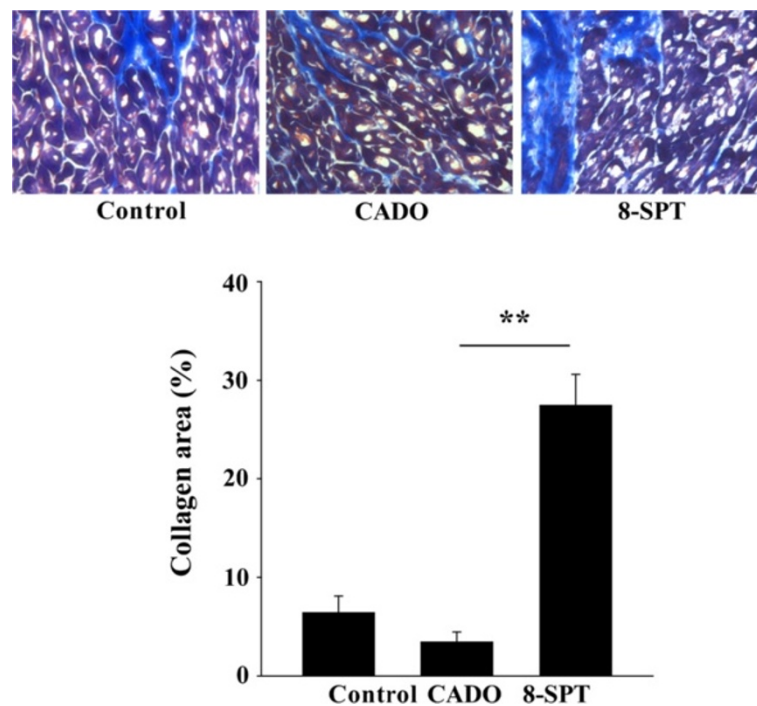 Control CADO 8-SPT
**
Collagen area (%)
40
30
20
10
0
Control CADO 8-SPT